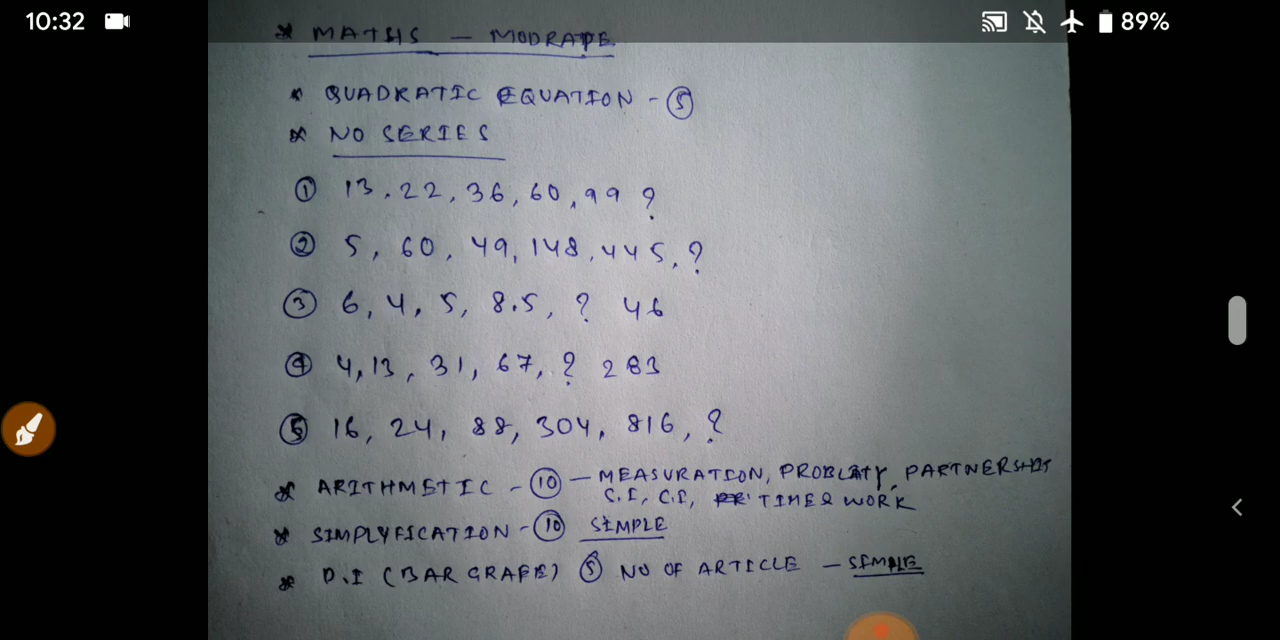 10:32 89%
* MATHS - MODRATE
* QUADRATIC EQUATION - 5
* NO SERIES
1 13, 22, 36, 60, 99 ?
2 5, 60, 49, 148, 445, ?
3 6, 4, 5, 8.5, ? 46
4 4, 13, 31, 67, ? 283
5 16, 24, 88, 304, 816, ?
* ARITHMETIC - 10 - MEASURATION, PARTNERSHIP
S.I, C.I, TIME & WORK
* SIMPLYFICATION - 10 SIMPLE
* D.I (BAR GRAFE) 5 NO OF ARTICLE - SIMPLE